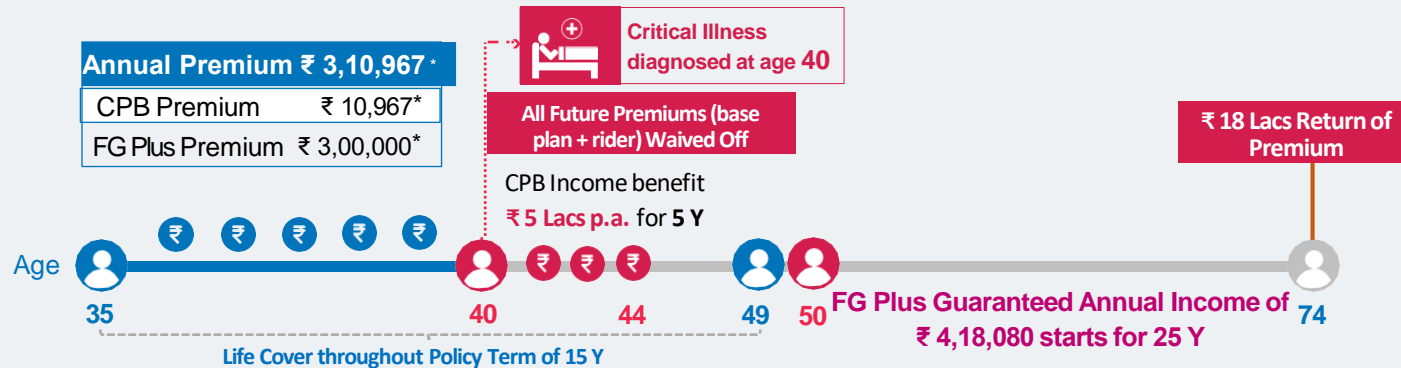 Annual Premium ₹ 3,10,967 *
CPB Premium ₹ 10,967*
FG Plus Premium ₹ 3,00,000*
Critical Illness
diagnosed at age 40
All Future Premiums (base
plan + rider) Waived Off
CPB Income benefit
₹ 5 Lacs p.a. for 5 Y
₹ 18 Lacs Return of
Premium
₹ ₹ ₹ ₹ ₹
Age ₹ ₹ ₹
35 40 44 49 50 74
FG Plus Guaranteed Annual Income of
₹ 4,18,080 starts for 25 Y
Life Cover throughout Policy Term of 15 Y